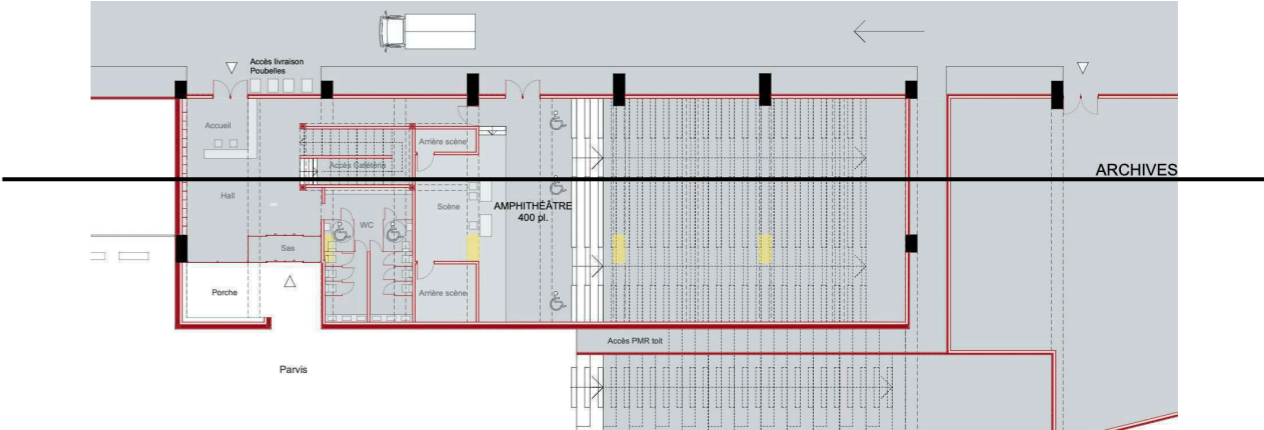 Accès livraison
Poubelles
Accueil
Arrière scène
Accès Cafétéria
ARCHIVES
Hall
Scène
AMPHITHÉÂTRE
400 pl.
WC
Sas
Porche
Arrière scène
Accès PMR toit
Parvis